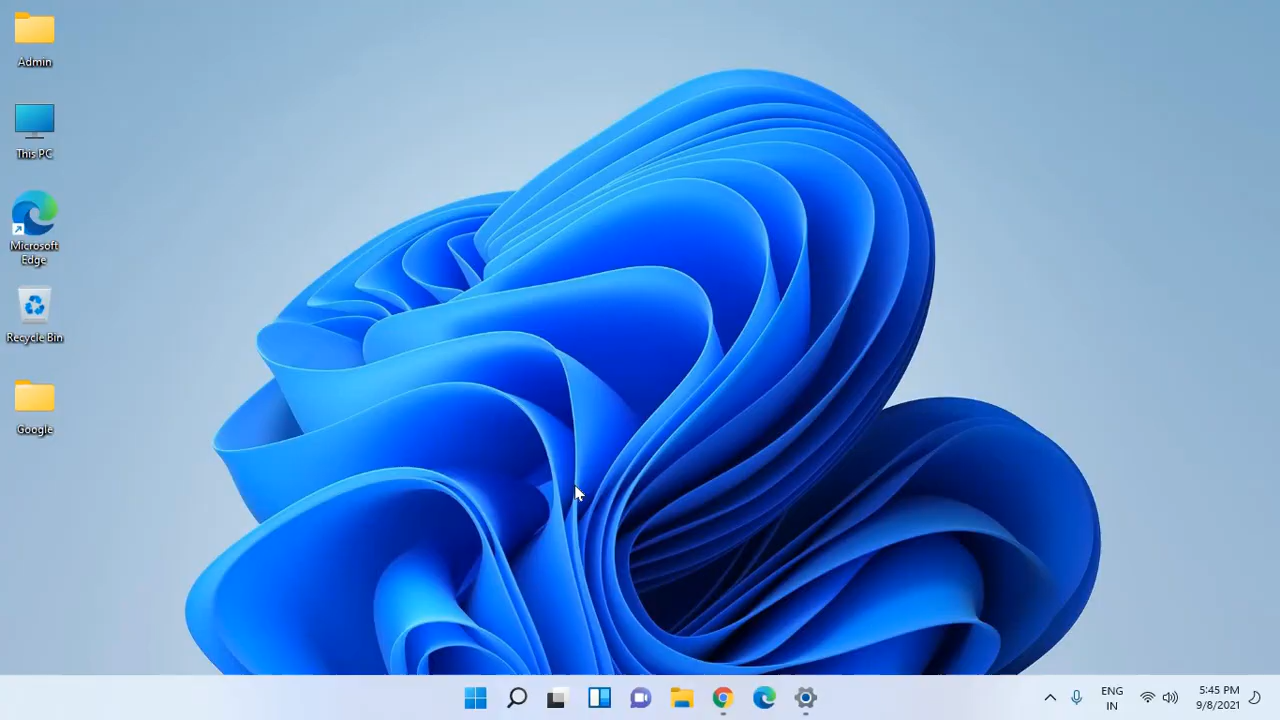 Admin
This PC
Microsoft
Edge
Recycle Bin
Google
ENG
IN
5:45 PM
9/8/2021